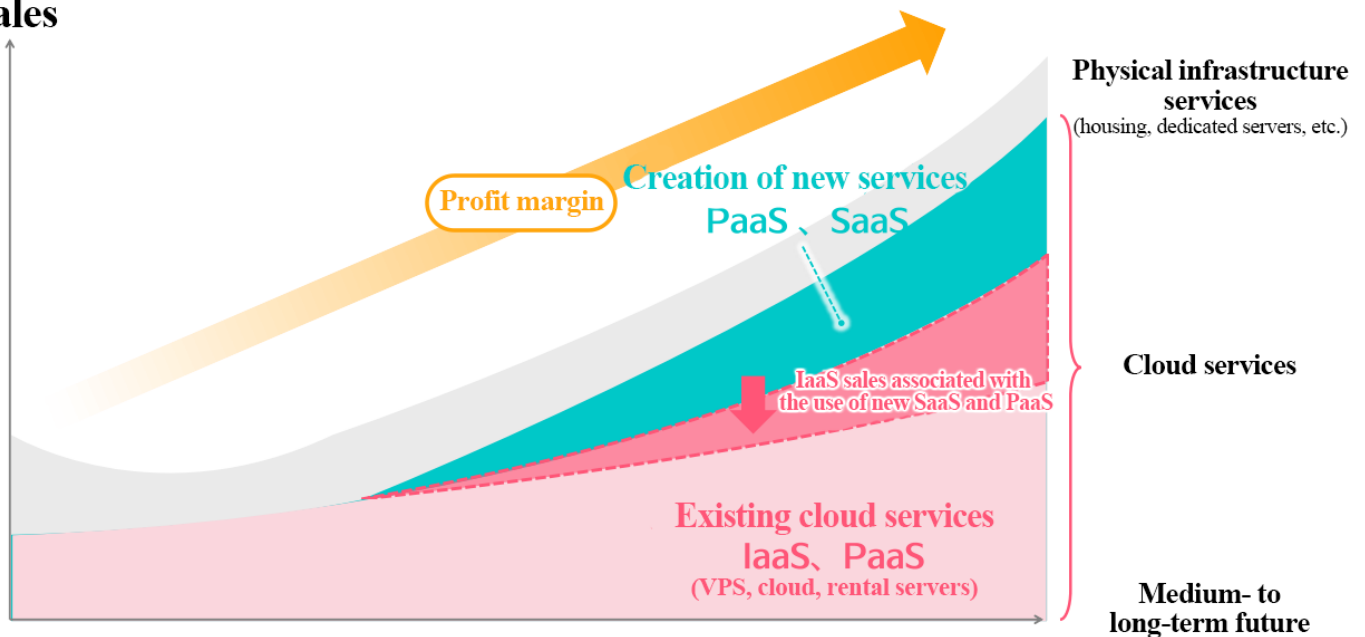 ales
Physical infrastructure
services
(housing, dedicated servers, etc.)
Creation of new services
PaaS 、 SaaS
Profit margin
Cloud services
IaaS sales associated with
the use of new SaaS and PaaS
Existing cloud services
IaaS、PaaS
(VPS, cloud, rental servers)
Medium- to
long-term future